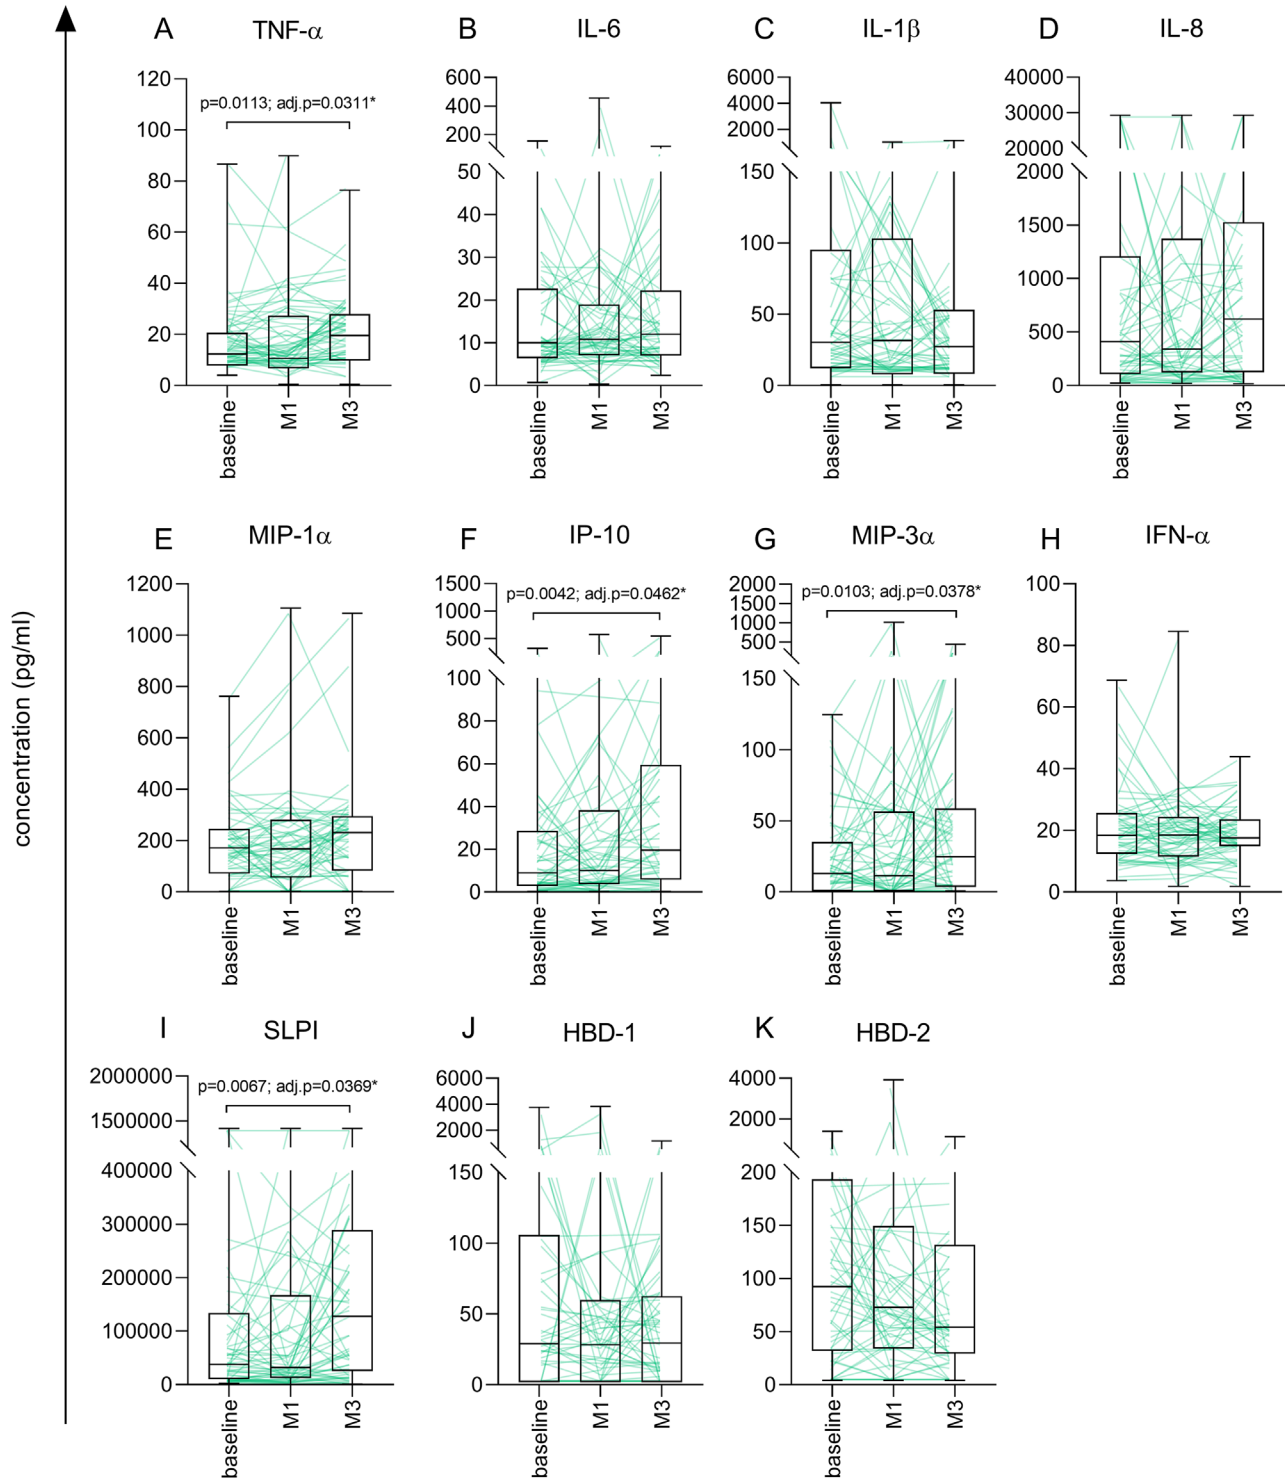 concentration (pg/ml)
A TNF-α
120
100
80
60
40
20
0
p=0.0113; adj.p=0.0311*
baseline
M1
M3
B IL-6
600
400
200
50
40
30
20
10
0
baseline
M1
M3
C IL-1β
6000
4000
2000
150
100
50
0
baseline
M1
M3
D IL-8
40000
30000
20000
2000
1500
1000
500
0
baseline
M1
M3
E MIP-1α
1200
1000
800
600
400
200
0
baseline
M1
M3
F IP-10
1500
1000
500
100
80
60
40
20
0
p=0.0042; adj.p=0.0462*
baseline
M1
M3
G MIP-3α
2000
1500
1000
500
150
100
50
0
p=0.0103; adj.p=0.0378*
baseline
M1
M3
H IFN-α
100
80
60
40
20
0
baseline
M1
M3
I SLPI
2000000
1500000
400000
300000
200000
100000
0
p=0.0067; adj.p=0.0369*
baseline
M1
M3
J HBD-1
6000
4000
2000
150
100
50
0
baseline
M1
M3
K HBD-2
4000
2000
200
150
100
50
0
baseline
M1
M3